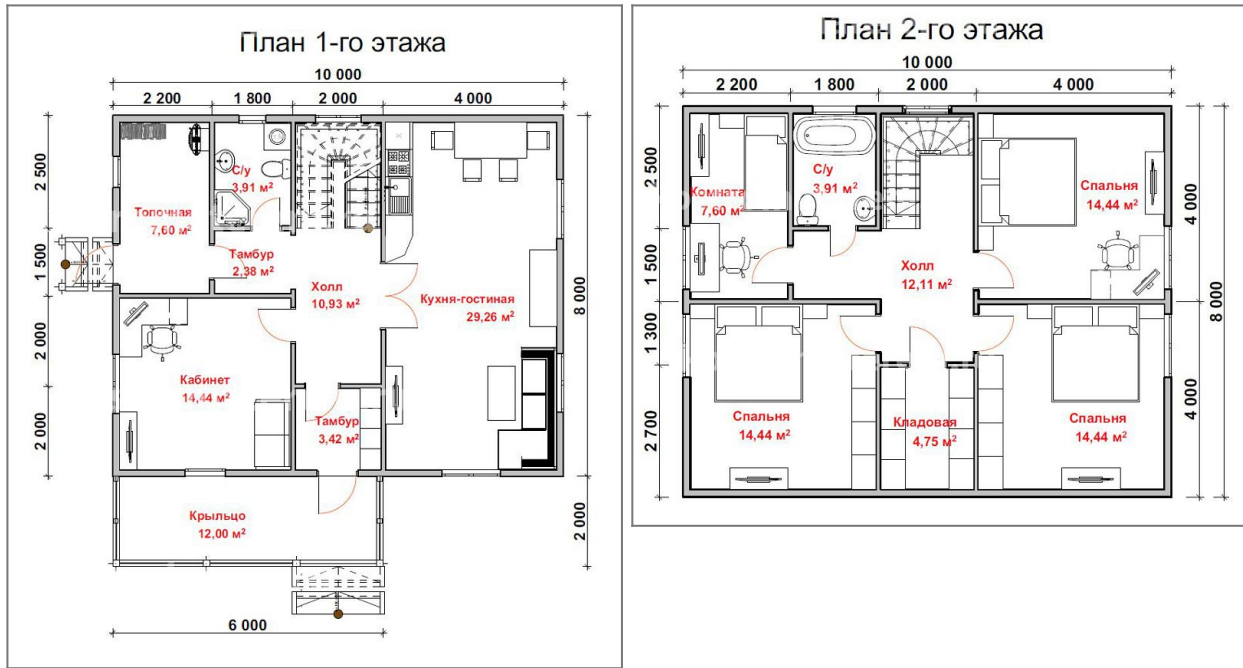 План 1-го этажа
10 000
2 200
1 800
2 000
4 000
2 500
1 500
2 000
2 000
8 000
2 000
6 000
С/у
3,91 м²
Топочная
7,60 м²
Тамбур
2,38 м²
Холл
10,93 м²
Кухня-гостиная
29,26 м²
Кабинет
14,44 м²
Тамбур
3,42 м²
Крыльцо
12,00 м²
План 2-го этажа
10 000
2 200
1 800
2 000
4 000
2 500
1 500
1 300
2 700
4 000
4 000
8 000
С/у
3,91 м²
Комната
7,60 м²
Спальня
14,44 м²
Холл
12,11 м²
Спальня
14,44 м²
Кладовая
4,75 м²
Спальня
14,44 м²